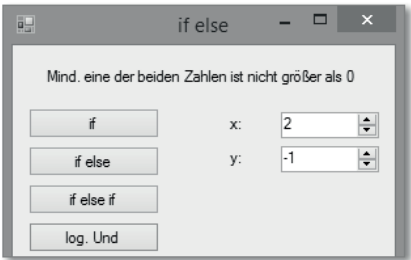 if else
Mind. eine der beiden Zahlen ist nicht größer als 0
if
x:
2
if else
y:
-1
if else if
log. Und